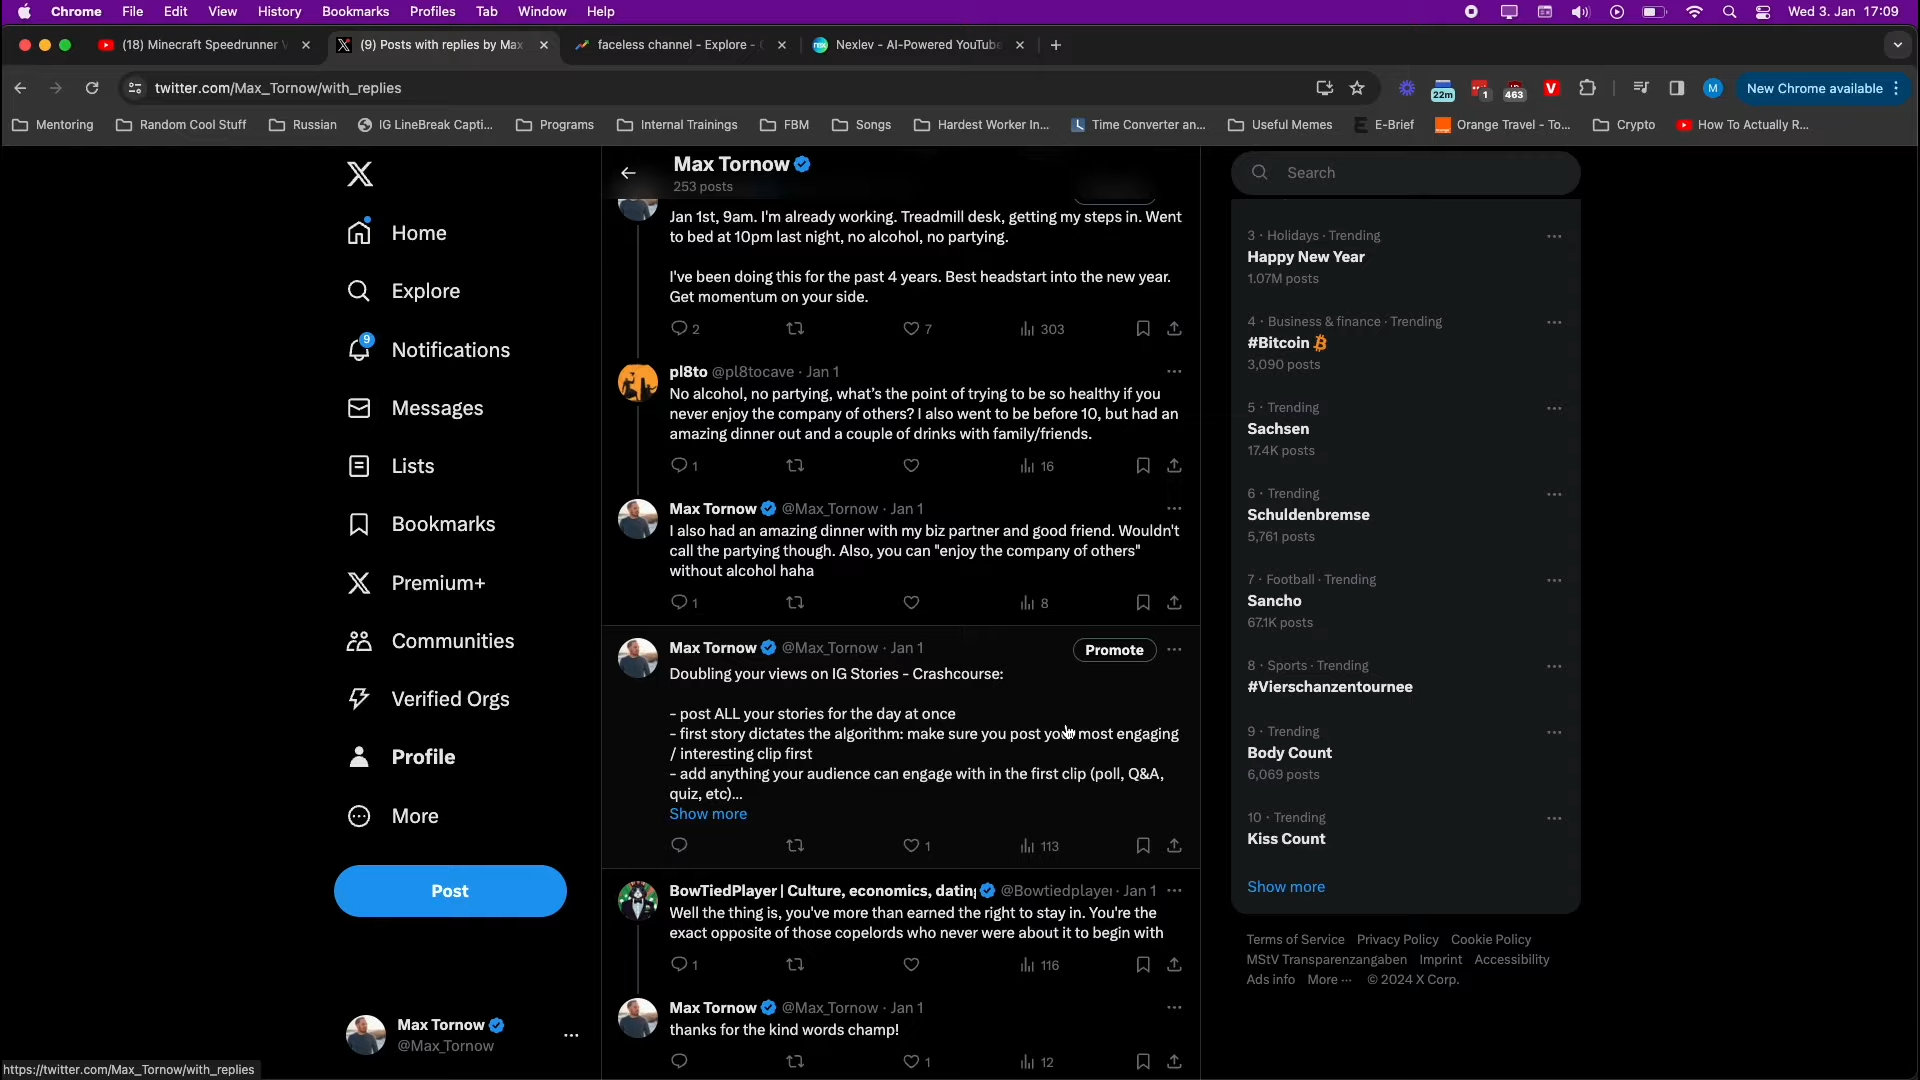 Chrome File Edit View History Bookmarks Profiles Tab Window Help Wed 3. Jan 17:09
(18) Minecraft Speedrunner
(9) Posts with replies by Max
faceless channel - Explore -
Nexlev - AI-Powered YouTube
twitter.com/Max_Tornow/with_replies
22m 1 463 V M New Chrome available
Mentoring Random Cool Stuff Russian IG LineBreak Capti... Programs Internal Trainings FBM Songs Hardest Worker In... Time Converter an... Useful Memes E-Brief Orange Travel - To... Crypto How To Actually R...
Home
Explore
9
Notifications
Messages
Lists
Bookmarks
Premium+
Communities
Verified Orgs
Profile
More
Post
Max Tornow
@Max_Tornow
https://twitter.com/Max_Tornow/with_replies
Max Tornow
253 posts
Jan 1st, 9am. I'm already working. Treadmill desk, getting my steps in. Went
to bed at 10pm last night, no alcohol, no partying.
I've been doing this for the past 4 years. Best headstart into the new year.
Get momentum on your side.
2 7 303
pl8to @pl8tocave · Jan 1
No alcohol, no partying, what's the point of trying to be so healthy if you
never enjoy the company of others? I also went to be before 10, but had an
amazing dinner out and a couple of drinks with family/friends.
1 16
Max Tornow @Max_Tornow · Jan 1
I also had an amazing dinner with my biz partner and good friend. Wouldn't
call the partying though. Also, you can "enjoy the company of others"
without alcohol haha
1 8
Max Tornow @Max_Tornow · Jan 1 Promote
Doubling your views on IG Stories - Crashcourse:
- post ALL your stories for the day at once
- first story dictates the algorithm: make sure you post your most engaging
/ interesting clip first
- add anything your audience can engage with in the first clip (poll, Q&A,
quiz, etc)...
Show more
1 113
BowTiedPlayer | Culture, economics, dating @Bowtiedplayer · Jan 1
Well the thing is, you've more than earned the right to stay in. You're the
exact opposite of those copelords who never were about it to begin with
1 116
Max Tornow @Max_Tornow · Jan 1
thanks for the kind words champ!
1 12
Search
3 · Holidays · Trending
Happy New Year
1.07M posts
4 · Business & finance · Trending
#Bitcoin
3,090 posts
5 · Trending
Sachsen
17.4K posts
6 · Trending
Schuldenbremse
5,761 posts
7 · Football · Trending
Sancho
67.1K posts
8 · Sports · Trending
#Vierschanzentournee
9 · Trending
Body Count
6,069 posts
10 · Trending
Kiss Count
Show more
Terms of Service Privacy Policy Cookie Policy
MStV Transparenzangaben Imprint Accessibility
Ads info More ··· © 2024 X Corp.